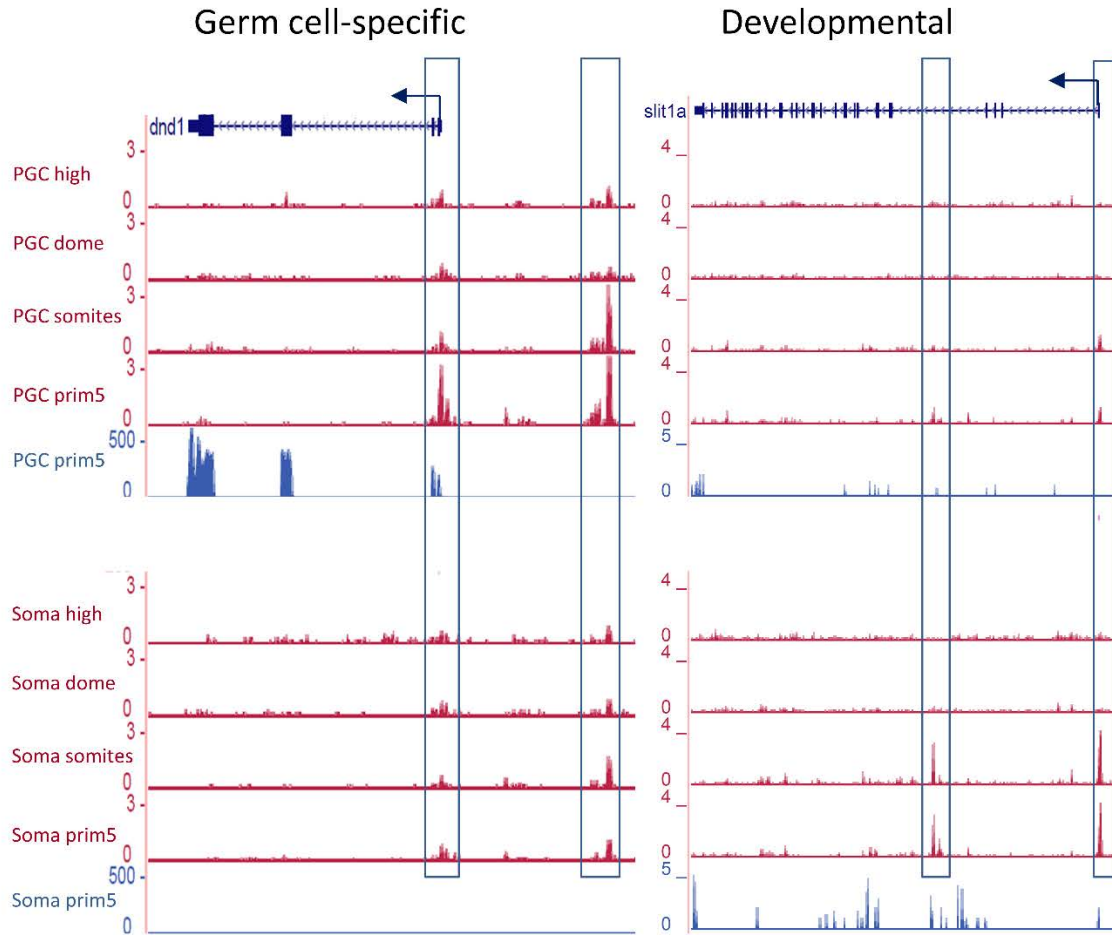 Germ cell-specific Developmental
dnd1 slit1a
PGC high 3 0 4 0
PGC dome 3 0 4 0
PGC somites 3 0 4 0
PGC prim5 3 0 4 0
PGC prim5 500 0 5 0
Soma high 3 0 4 0
Soma dome 3 0 4 0
Soma somites 3 0 4 0
Soma prim5 3 0 4 0
Soma prim5 500 0 5 0